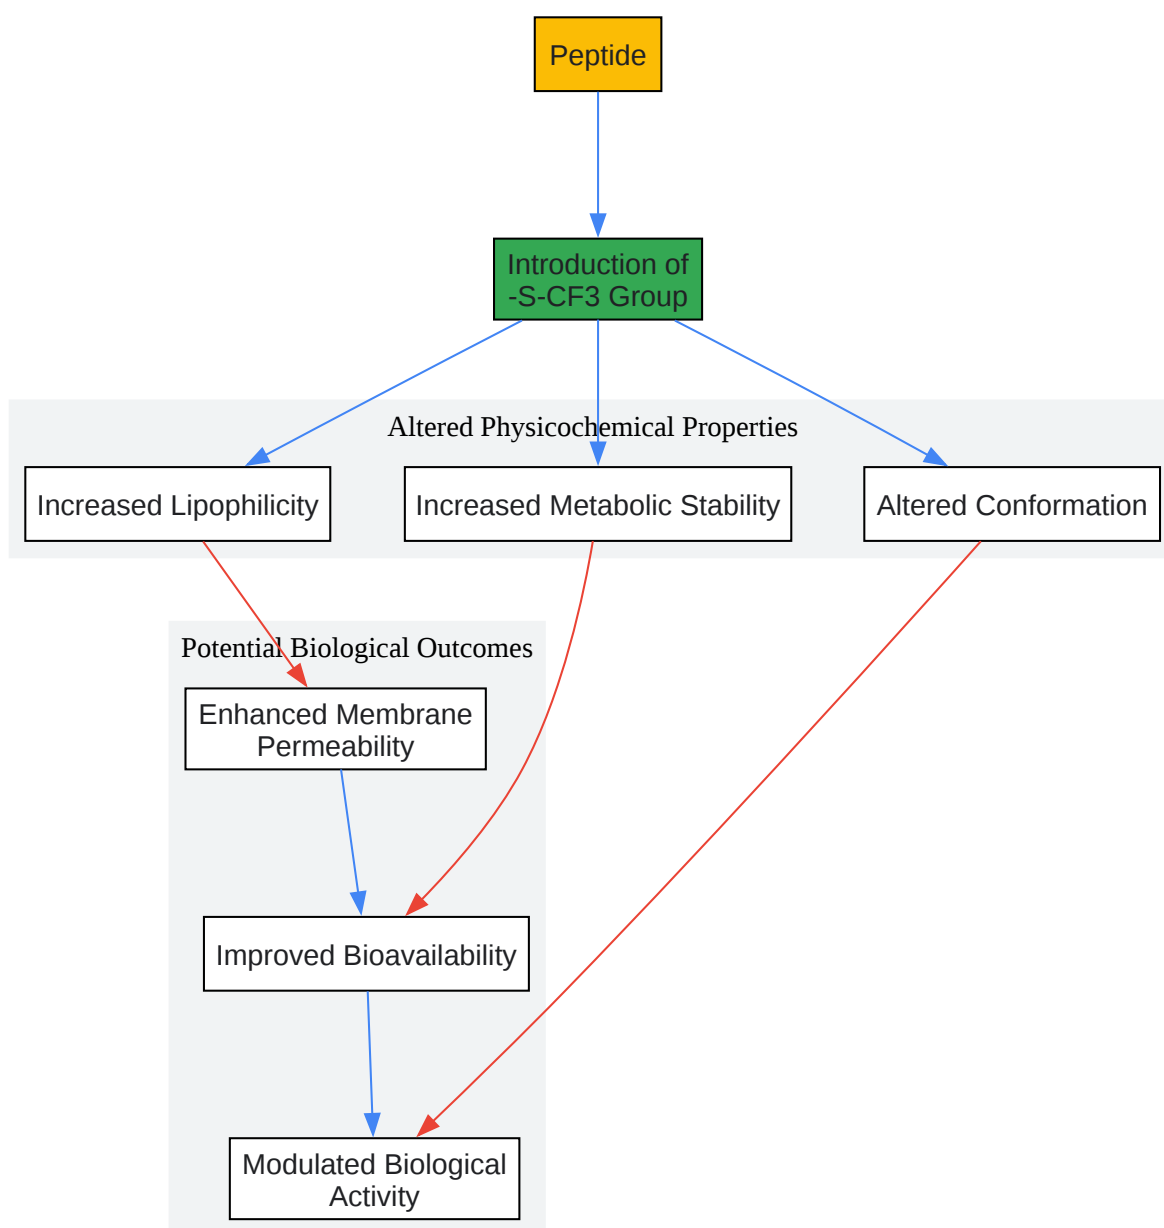 Peptide
Introduction of
-S-CF3 Group
Altered Physicochemical Properties
Increased Lipophilicity
Increased Metabolic Stability
Altered Conformation
Potential Biological Outcomes
Enhanced Membrane
Permeability
Improved Bioavailability
Modulated Biological
Activity